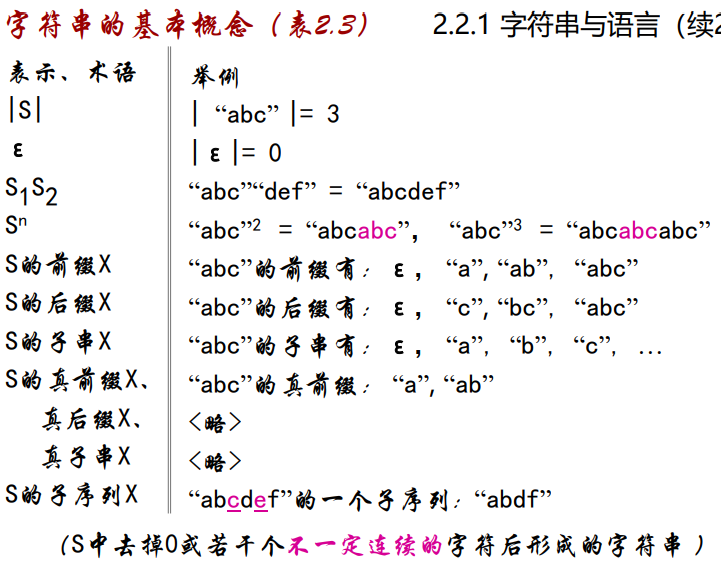 字符串的基本概念（表2.3） 2.2.1 字符串与语言（续2
表示、术语 举例
|S| | “abc” |= 3
ε | ε |= 0
S₁S₂ “abc”“def” = “abcdef”
Sⁿ “abc”² = “abcabc”， “abc”³ = “abcabcabc”
S的前缀X “abc”的前缀有：ε，“a”, “ab”, “abc”
S的后缀X “abc”的后缀有：ε，“c”, “bc”, “abc”
S的子串X “abc”的子串有：ε，“a”, “b”, “c”, …
S的真前缀X、 “abc”的真前缀：“a”, “ab”
真后缀X、 <略>
真子串X <略>
S的子序列X “abcdef”的一个子序列：“abdf”
（S中去掉0或若干个不一定连续的字符后形成的字符串 ）